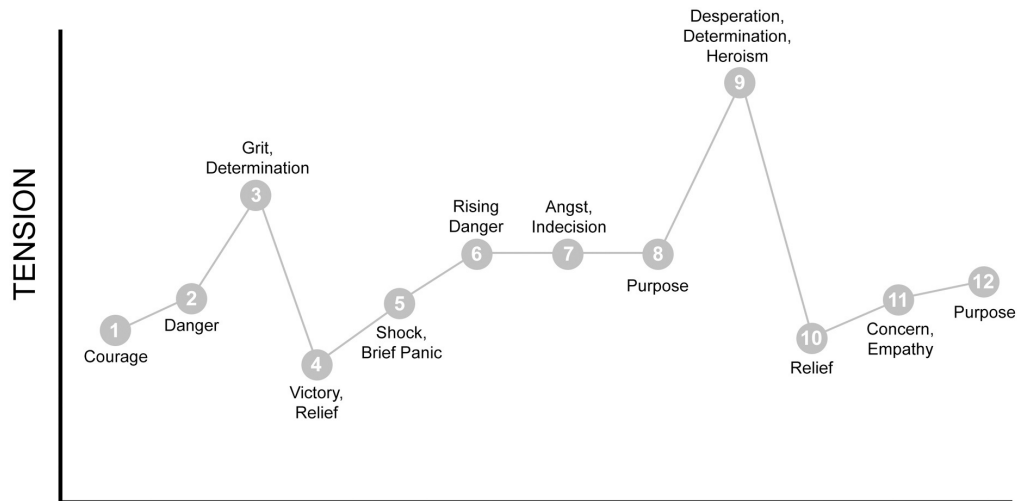 TENSION
1
Courage
2
Danger
Grit,
Determination
3
4
Victory,
Relief
5
Shock,
Brief Panic
Rising
Danger
6
Angst,
Indecision
7
8
Purpose
Desperation,
Determination,
Heroism
9
10
Relief
11
Concern,
Empathy
12
Purpose